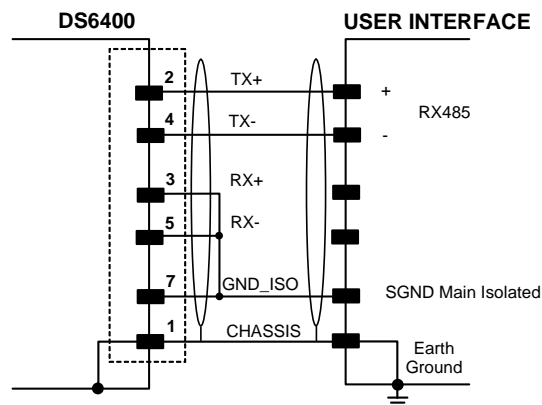 DS6400 USER INTERFACE
2 TX+ +
RX485
4 TX- -
3 RX+
5 RX-
7 GND_ISO SGND Main Isolated
1 CHASSIS
Earth
Ground